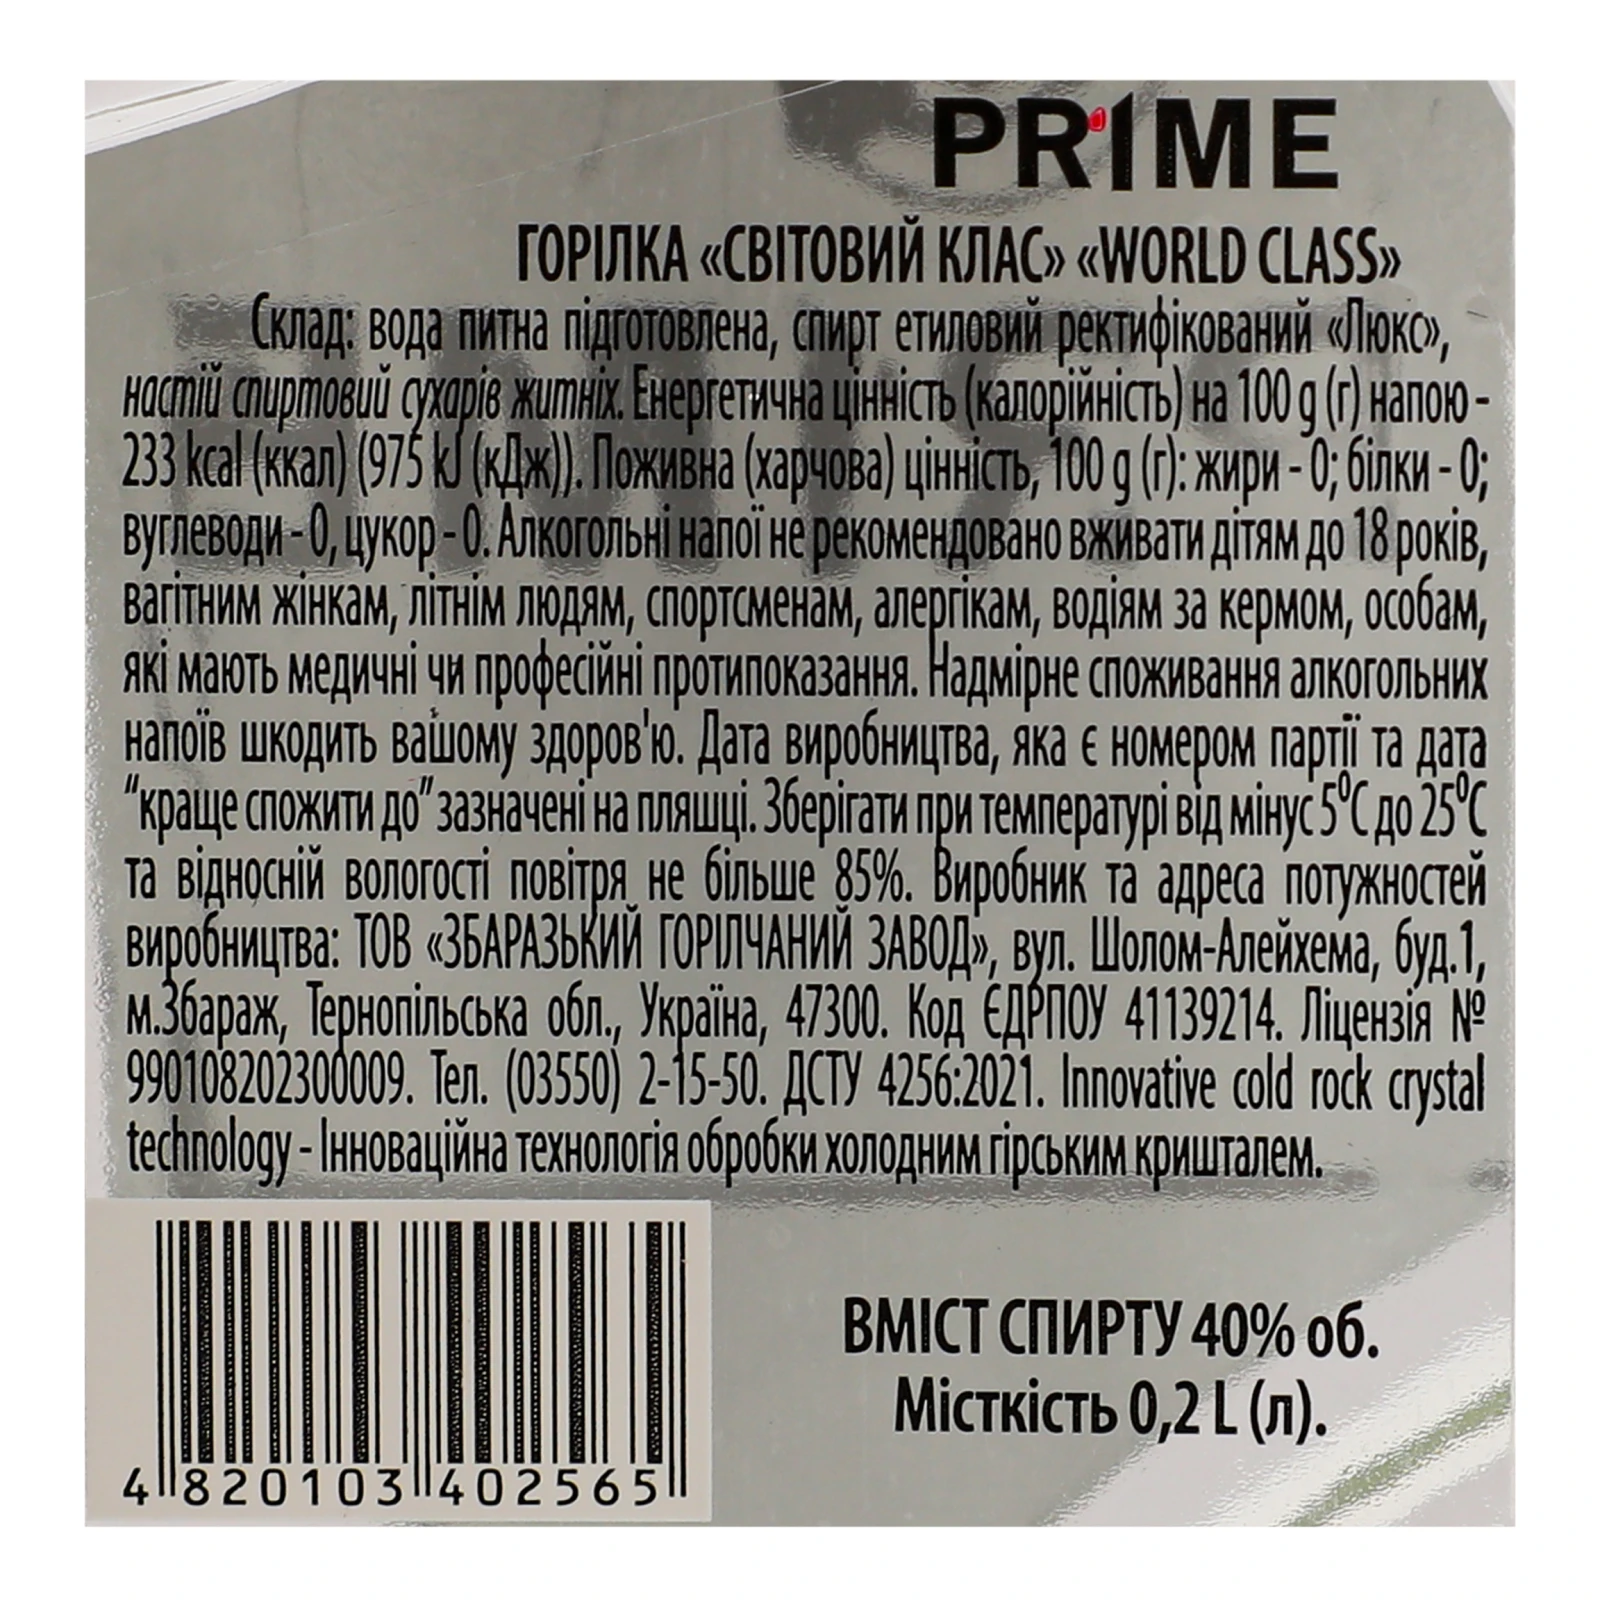 PR1ME
ГОРІЛКА «СВІТОВИЙ КЛАС» «WORLD CLASS»
Склад: вода питна підготовлена, спирт етиловий ректифікований «Люкс»,
настій спиртовий сухарів житніх. Енергетична цінність (калорійність) на 100 g (г) напою -
233 kcal (ккал) (975 kJ (кДж)). Поживна (харчова) цінність, 100 g (г): жири - 0; білки - 0;
вуглеводи - 0, цукор - 0. Алкогольні напої не рекомендовано вживати дітям до 18 років,
вагітним жінкам, літнім людям, спортсменам, алергікам, водіям за кермом, особам,
які мають медичні чи професійні протипоказання. Надмірне споживання алкогольних
напоїв шкодить вашому здоров'ю. Дата виробництва, яка є номером партії та дата
“краще спожити до” зазначені на пляшці. Зберігати при температурі від мінус 5⁰С до 25⁰С
та відносній вологості повітря не більше 85%. Виробник та адреса потужностей
виробництва: ТОВ «ЗБАРАЗЬКИЙ ГОРІЛЧАНИЙ ЗАВОД», вул. Шолом-Алейхема, буд.1,
м.Збараж, Тернопільська обл., Україна, 47300. Код ЄДРПОУ 41139214. Ліцензія №
990108202300009. Тел. (03550) 2-15-50. ДСТУ 4256:2021. Innovative cold rock crystal
technology - Інноваційна технологія обробки холодним гірським кришталем.
ВМІСТ СПИРТУ 40% об.
Місткість 0,2 L (л).
4 820103 402565